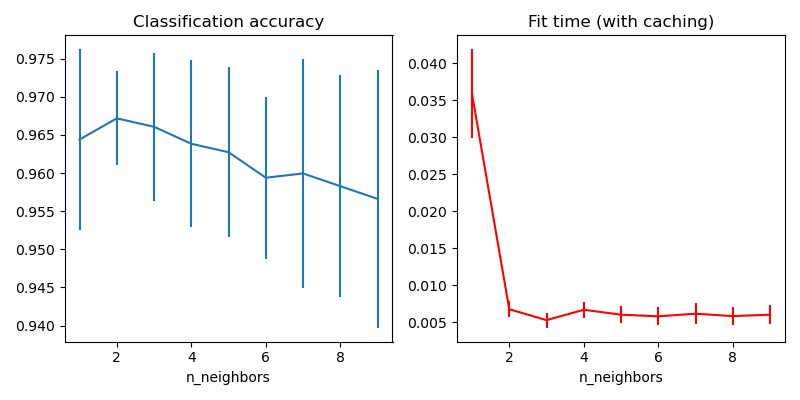 Classification accuracy
0.975
0.970
0.965
0.960
0.955
0.950
0.945
0.940
2 4 6 8
n_neighbors
Fit time (with caching)
0.040
0.035
0.030
0.025
0.020
0.015
0.010
0.005
2 4 6 8
n_neighbors